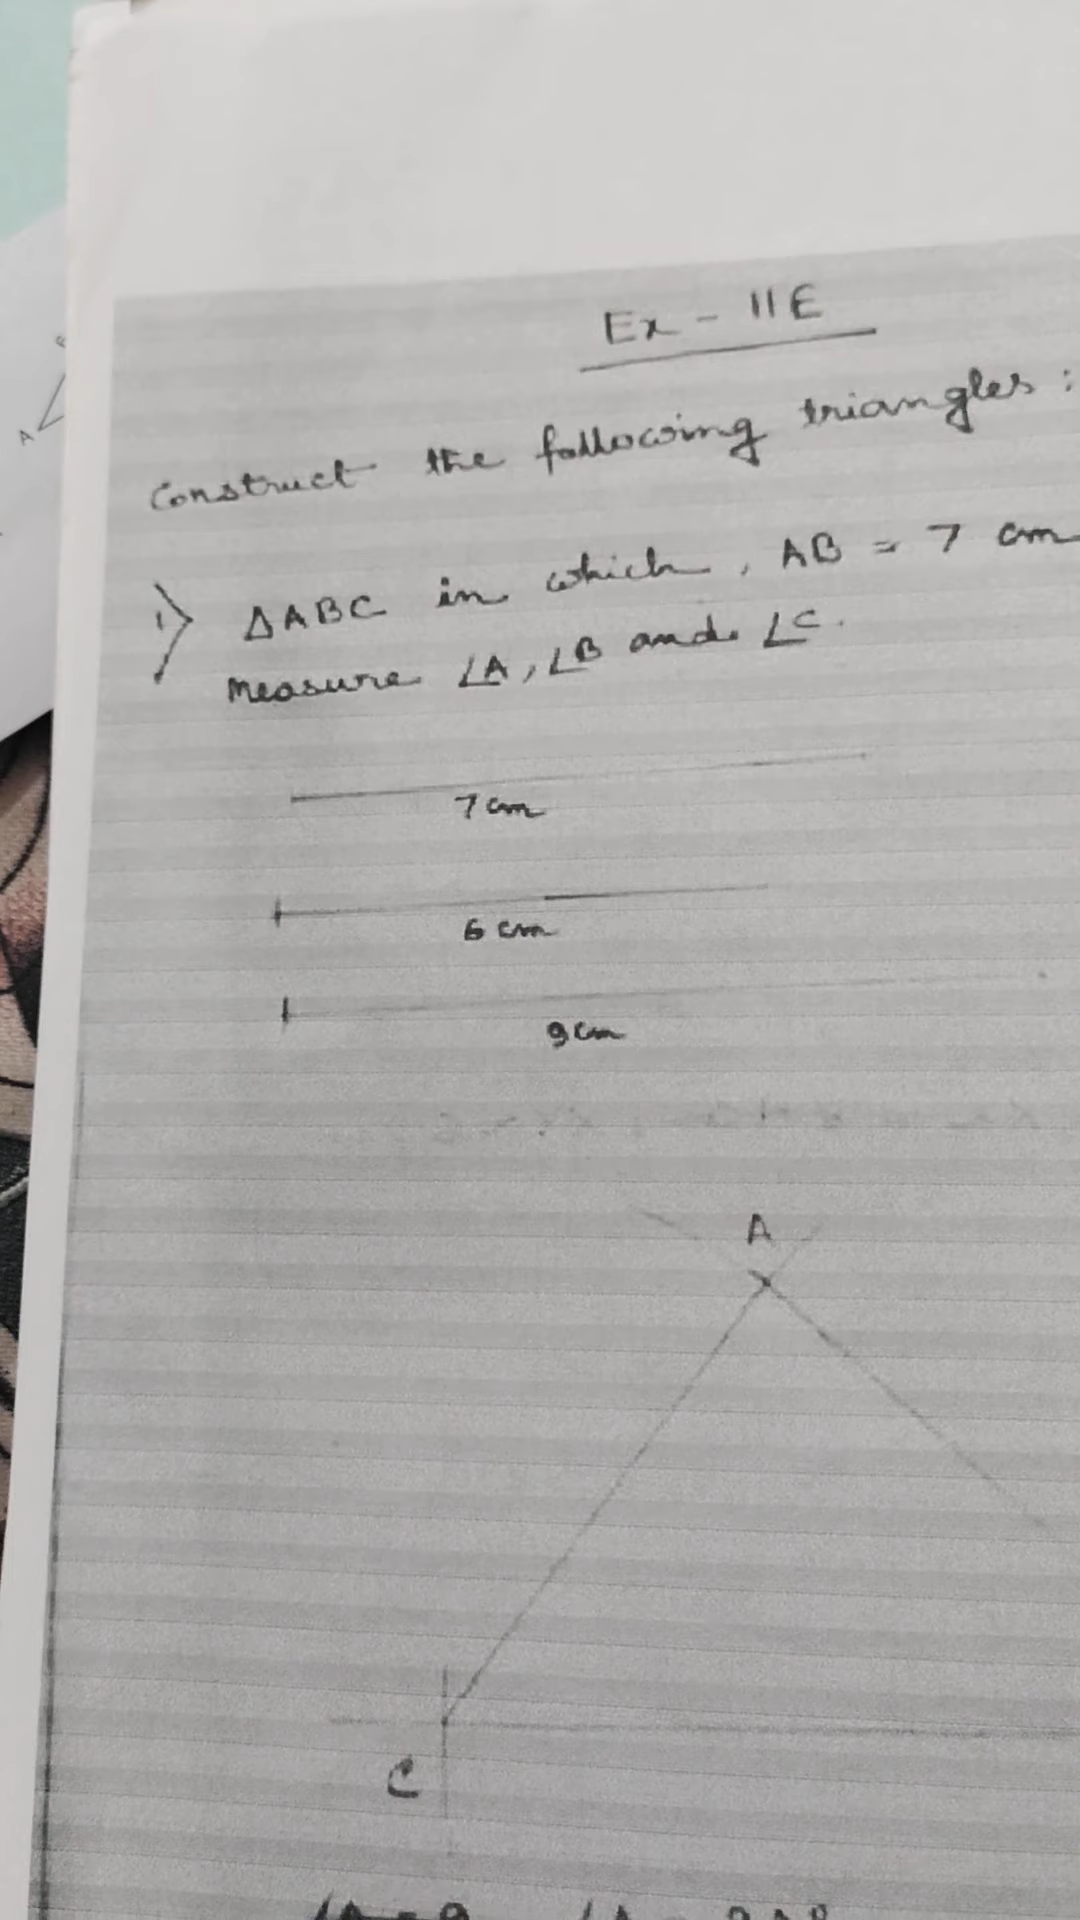 Ex - 11E
Construct the following triangles:
1) ΔABC in which, AB = 7 cm
Measure ∠A, ∠B and ∠C.
7 cm
6 cm
9 cm
A
C
A